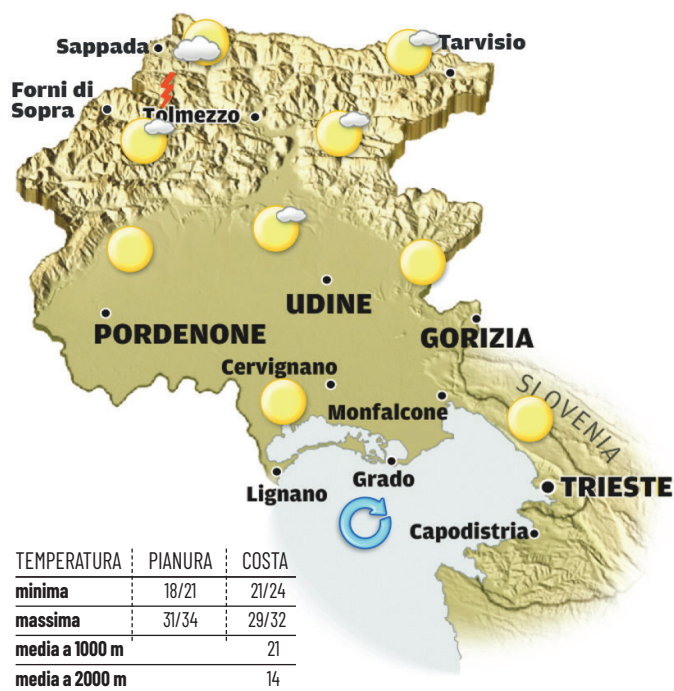 Sappada
Tarvisio
Forni di
Sopra
Tolmezzo
UDINE
PORDENONE
GORIZIA
Cervignano
SLOVENIA
Monfalcone
Grado
Lignano
TRIESTE
Capodistria
TEMPERATURA PIANURA COSTA
minima 18/21 21/24
massima 31/34 29/32
media a 1000 m 21
media a 2000 m 14